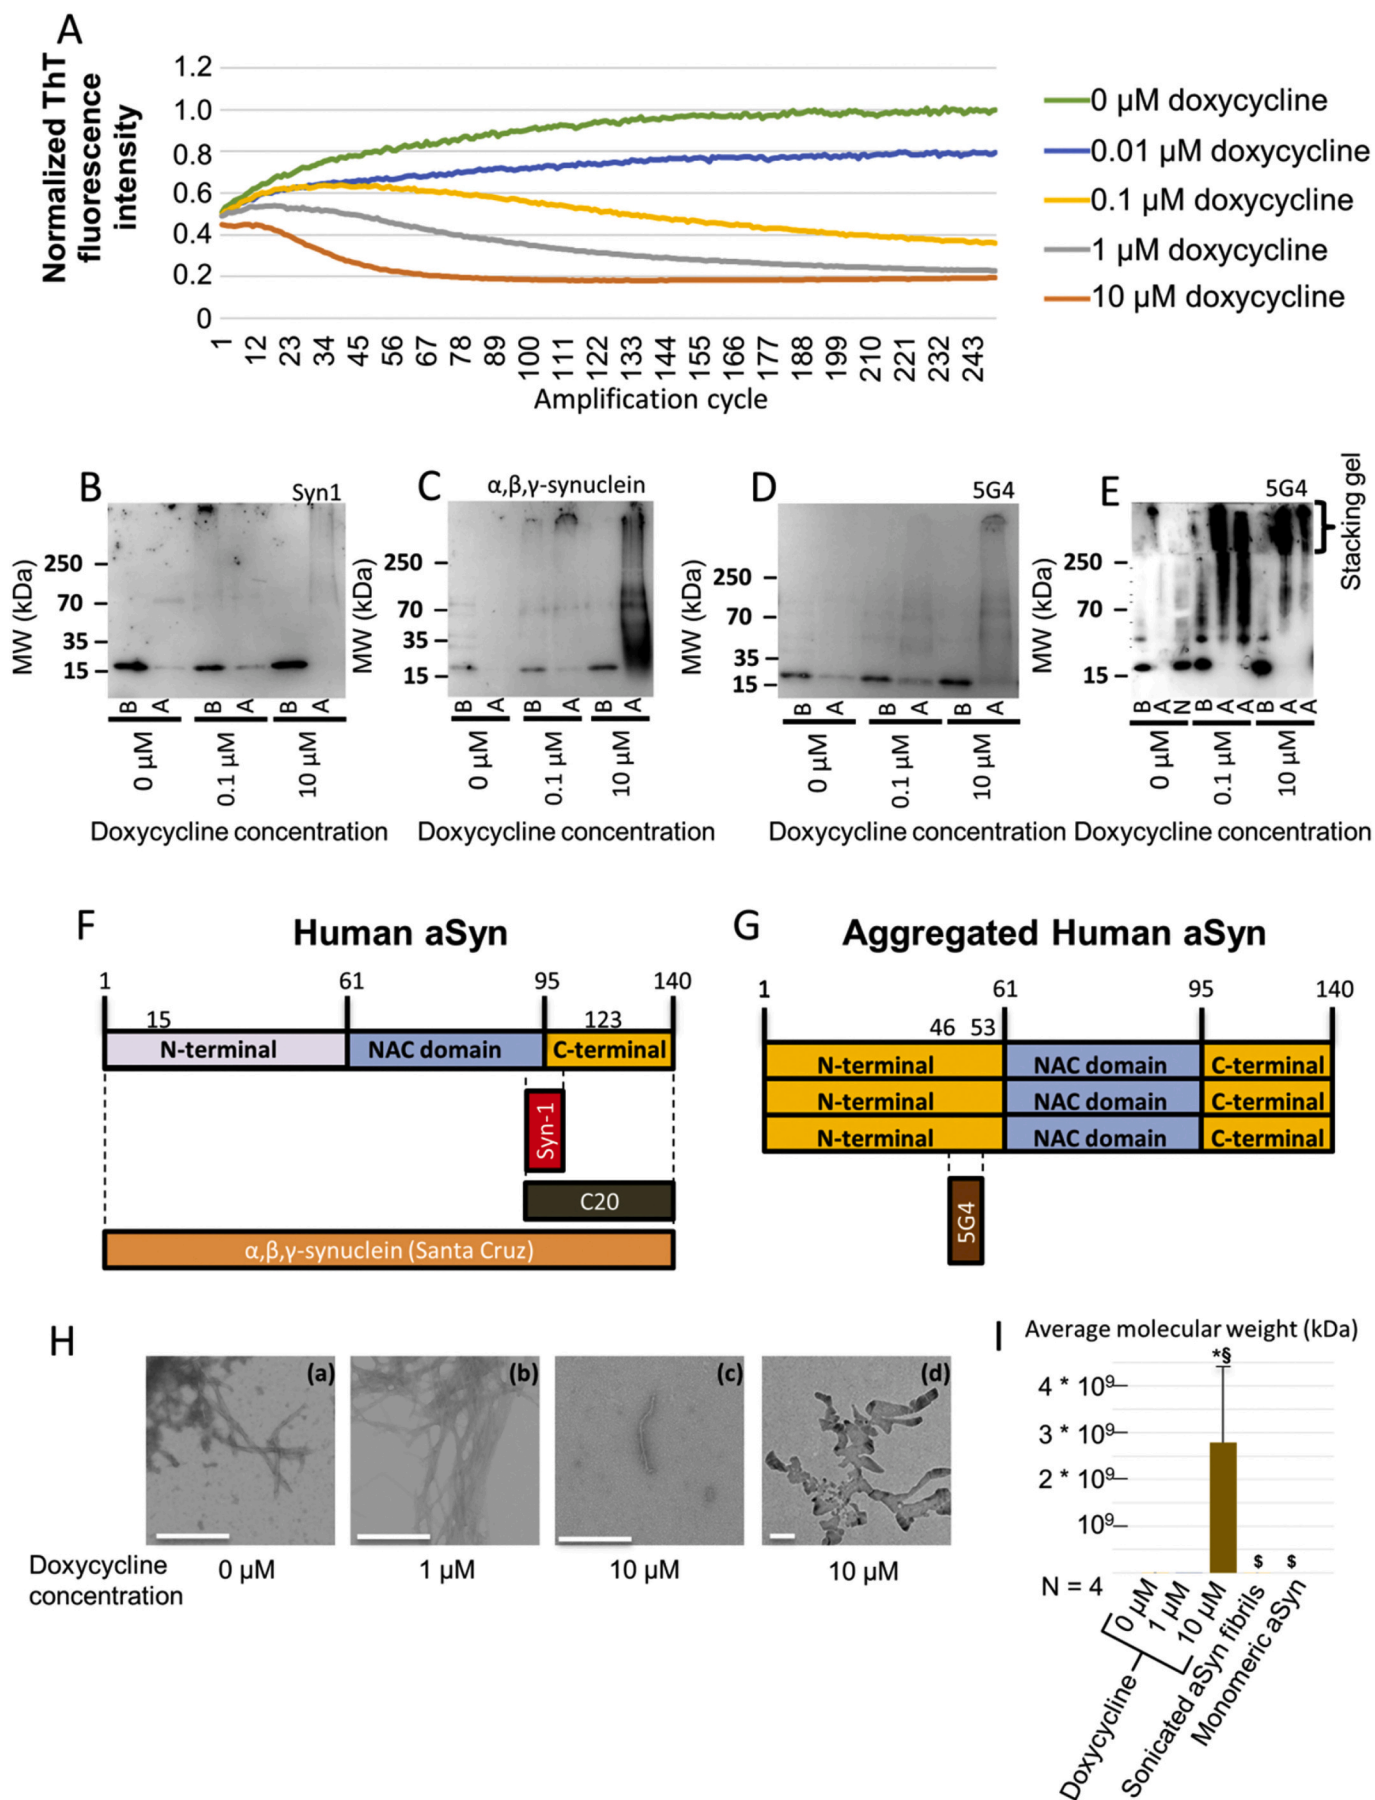 A
Normalized ThT
fluorescence
intensity
1.2
1.0
0.8
0.6
0.4
0.2
0
1 12 23 34 45 56 67 78 89 100 111 122 133 144 155 166 177 188 199 210 221 232 243
Amplification cycle
0 µM doxycycline
0.01 µM doxycycline
0.1 µM doxycycline
1 µM doxycycline
10 µM doxycycline
B
Syn1
MW (kDa)
250
70
35
15
B A B A B A
0 µM 0.1 µM 10 µM
Doxycycline concentration
C
α,β,γ-synuclein
MW (kDa)
250
70
35
15
B A B A B A
0 µM 0.1 µM 10 µM
Doxycycline concentration
D
5G4
250
70
35
15
B A B A B A
0 µM 0.1 µM 10 µM
Doxycycline concentration
E
5G4
Stacking gel
MW (kDa)
250
70
15
B A N B A A B A A
0 µM 0.1 µM 10 µM
Doxycycline concentration
F
Human aSyn
1 61 95 140
15 123
N-terminal NAC domain C-terminal
Syn-1
C20
α,β,γ-synuclein (Santa Cruz)
G
Aggregated Human aSyn
1 61 95 140
46 53
N-terminal NAC domain C-terminal
N-terminal NAC domain C-terminal
N-terminal NAC domain C-terminal
5G4
H
(a) (b) (c) (d)
Doxycycline
concentration
0 µM 1 µM 10 µM 10 µM
I
Average molecular weight (kDa)
*§
4 * 10⁹
3 * 10⁹
2 * 10⁹
10⁹
$ $
N = 4
0 µM
1 µM
10 µM
Sonicated aSyn fibrils
Monomeric aSyn
Doxycycline